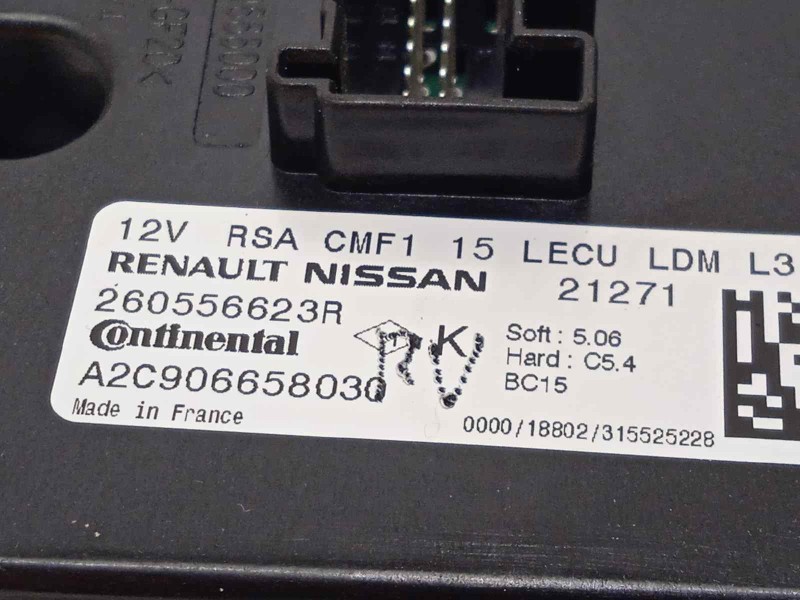 12V RSA CMF1 15 LECU LDM L3
RENAULT NISSAN 21271
260556623R
Continental
A2C906658030
Made in France
K
RV
Soft : 5.06
Hard : C5.4
BC15
0000/18802/315525228